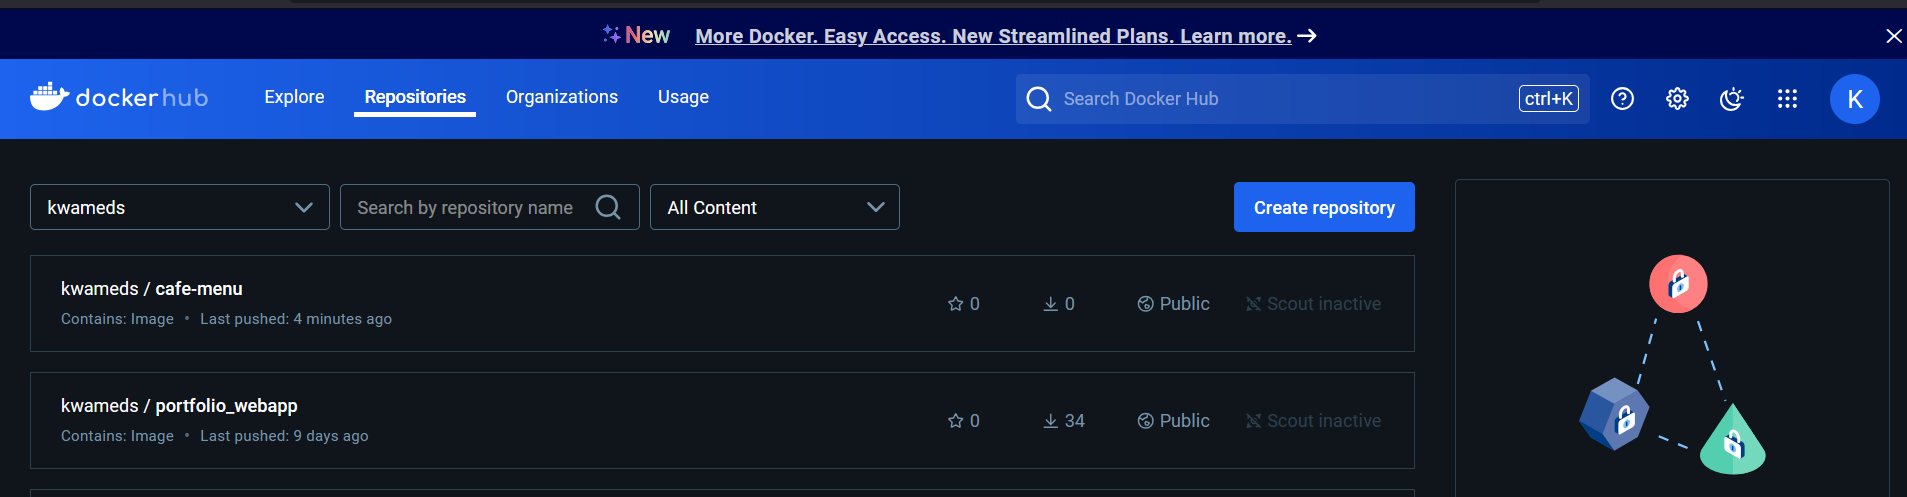 New More Docker. Easy Access. New Streamlined Plans. Learn more.
dockerhub Explore Repositories Organizations Usage Search Docker Hub ctrl+K K
kwameds Search by repository name All Content Create repository
kwameds / cafe-menu
Contains: Image • Last pushed: 4 minutes ago
0 0 Public Scout inactive
kwameds / portfolio_webapp
Contains: Image • Last pushed: 9 days ago
0 34 Public Scout inactive